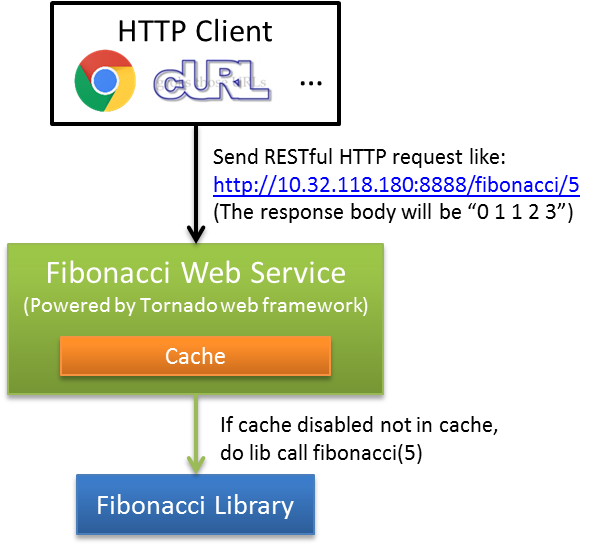 HTTP Client
cURL
...
Send RESTful HTTP request like:
http://10.32.118.180:8888/fibonacci/5
(The response body will be “0 1 1 2 3”)
Fibonacci Web Service
(Powered by Tornado web framework)
Cache
If cache disabled not in cache,
do lib call fibonacci(5)
Fibonacci Library